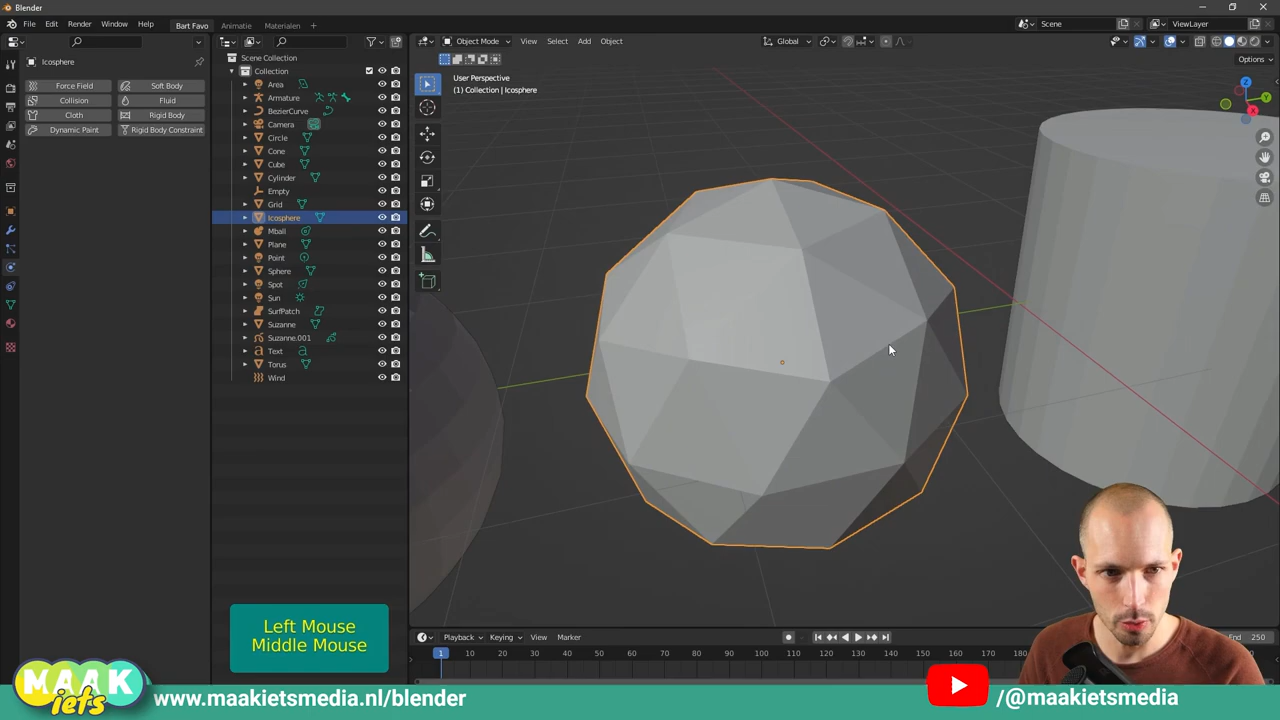 Blender
File Edit Render Window Help
Bart Favo Animatie Materialen +
Scene
ViewLayer
Object Mode View Select Add Object
Global
Options
Icosphere
Force Field
Soft Body
Collision
Fluid
Cloth
Rigid Body
Dynamic Paint
Rigid Body Constraint
Scene Collection
Collection
Area
Armature
BezierCurve
Camera
Circle
Cone
Cube
Cylinder
Empty
Grid
Icosphere
Mball
Plane
Point
Sphere
Spot
Sun
SurfPatch
Suzanne
Suzanne.001
Text
Torus
Wind
User Perspective
(1) Collection | Icosphere
X
Y
Z
Playback Keying View Marker
End 250
1 10 20 30 40 50 60 70 80 90 100 110 120 130 140 150 160 170 180
Left Mouse
Middle Mouse
MAAK
iets
www.maakietsmedia.nl/blender
/@maakietsmedia